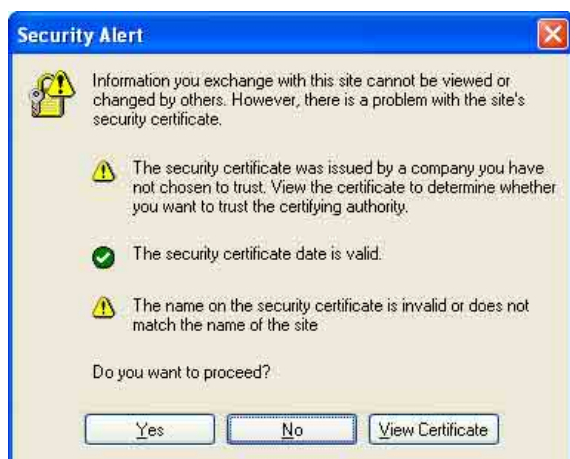 Security Alert
Information you exchange with this site cannot be viewed or
changed by others. However, there is a problem with the site's
security certificate.
The security certificate was issued by a company you have
not chosen to trust. View the certificate to determine whether
you want to trust the certifying authority.
The security certificate date is valid.
The name on the security certificate is invalid or does not
match the name of the site
Do you want to proceed?
Yes No View Certificate